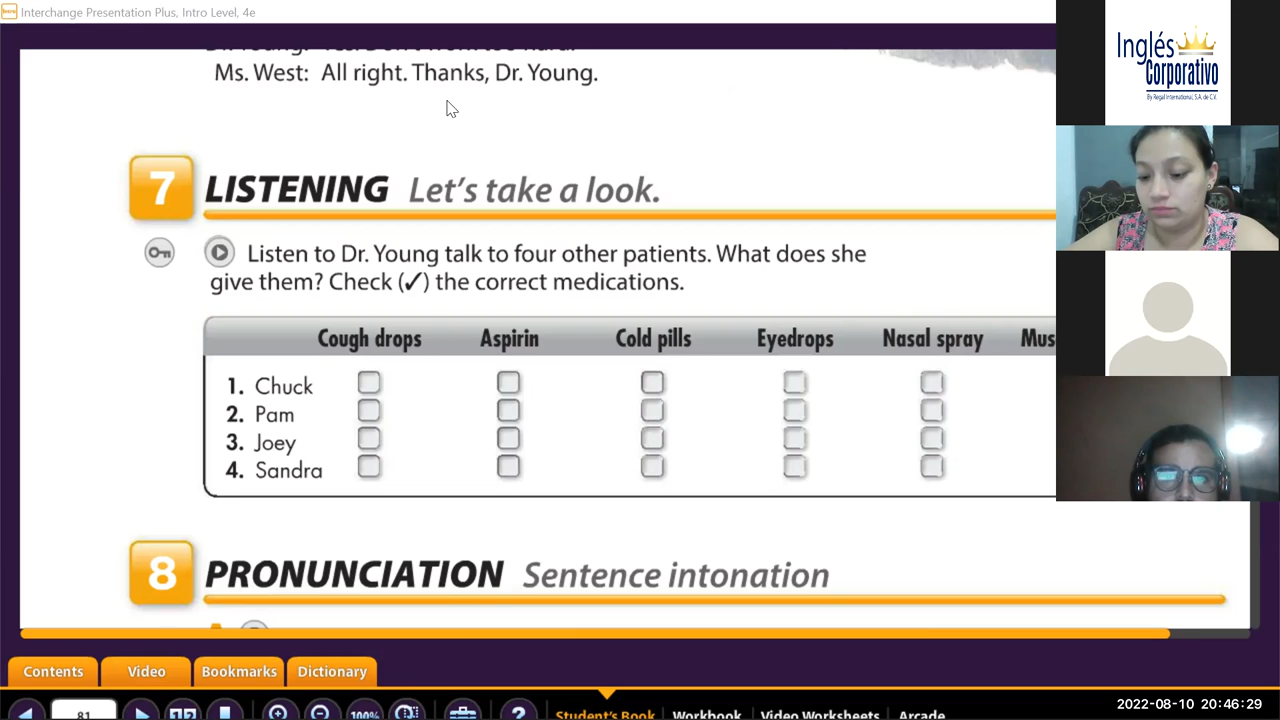 Interchange Presentation Plus, Intro Level, 4e
Ms. West: All right. Thanks, Dr. Young.
7 LISTENING Let's take a look.
Listen to Dr. Young talk to four other patients. What does she
give them? Check (✓) the correct medications.
Cough drops Aspirin Cold pills Eyedrops Nasal spray
1. Chuck
2. Pam
3. Joey
4. Sandra
8 PRONUNCIATION Sentence intonation
Contents Video Bookmarks Dictionary
81 100% ? Student's Book Workbook Video Worksheets Arcade
Inglés
Corporativo
By Regal International, S.A. de C.V.
2022-08-10 20:46:29